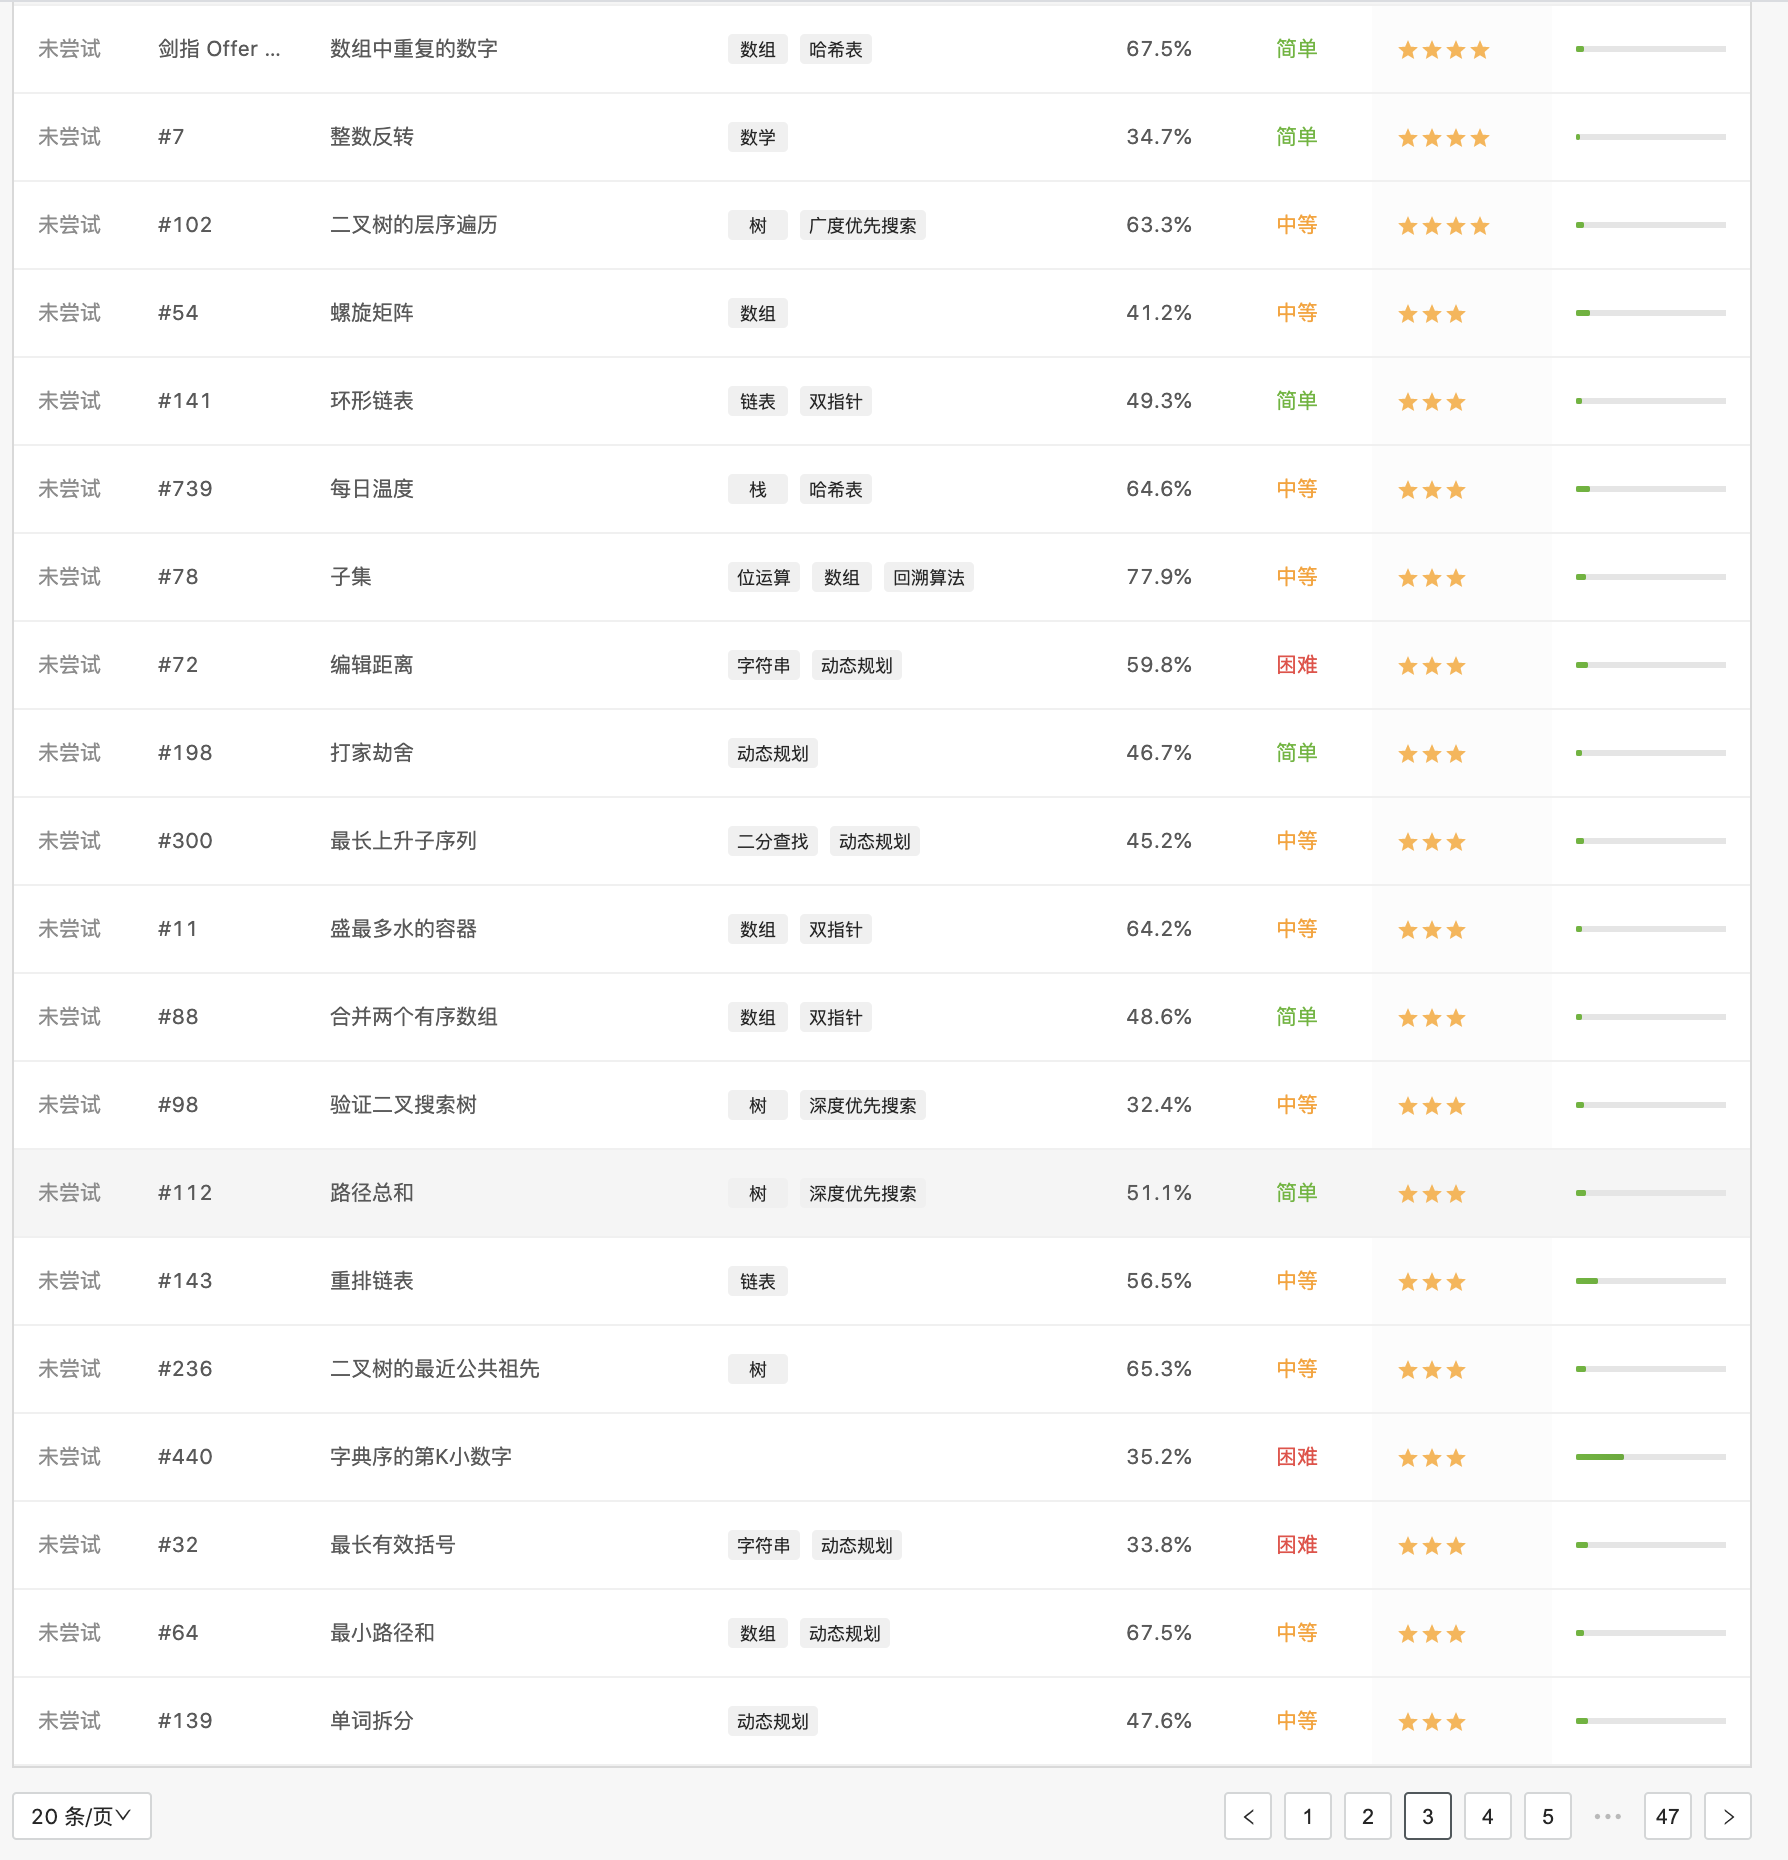 未尝试 剑指 Offer ... 数组中重复的数字 数组 哈希表 67.5% 简单
未尝试 #7 整数反转 数学 34.7% 简单
未尝试 #102 二叉树的层序遍历 树 广度优先搜索 63.3% 中等
未尝试 #54 螺旋矩阵 数组 41.2% 中等
未尝试 #141 环形链表 链表 双指针 49.3% 简单
未尝试 #739 每日温度 栈 哈希表 64.6% 中等
未尝试 #78 子集 位运算 数组 回溯算法 77.9% 中等
未尝试 #72 编辑距离 字符串 动态规划 59.8% 困难
未尝试 #198 打家劫舍 动态规划 46.7% 简单
未尝试 #300 最长上升子序列 二分查找 动态规划 45.2% 中等
未尝试 #11 盛最多水的容器 数组 双指针 64.2% 中等
未尝试 #88 合并两个有序数组 数组 双指针 48.6% 简单
未尝试 #98 验证二叉搜索树 树 深度优先搜索 32.4% 中等
未尝试 #112 路径总和 树 深度优先搜索 51.1% 简单
未尝试 #143 重排链表 链表 56.5% 中等
未尝试 #236 二叉树的最近公共祖先 树 65.3% 中等
未尝试 #440 字典序的第K小数字 35.2% 困难
未尝试 #32 最长有效括号 字符串 动态规划 33.8% 困难
未尝试 #64 最小路径和 数组 动态规划 67.5% 中等
未尝试 #139 单词拆分 动态规划 47.6% 中等
20 条/页 < 1 2 3 4 5 ••• 47 >